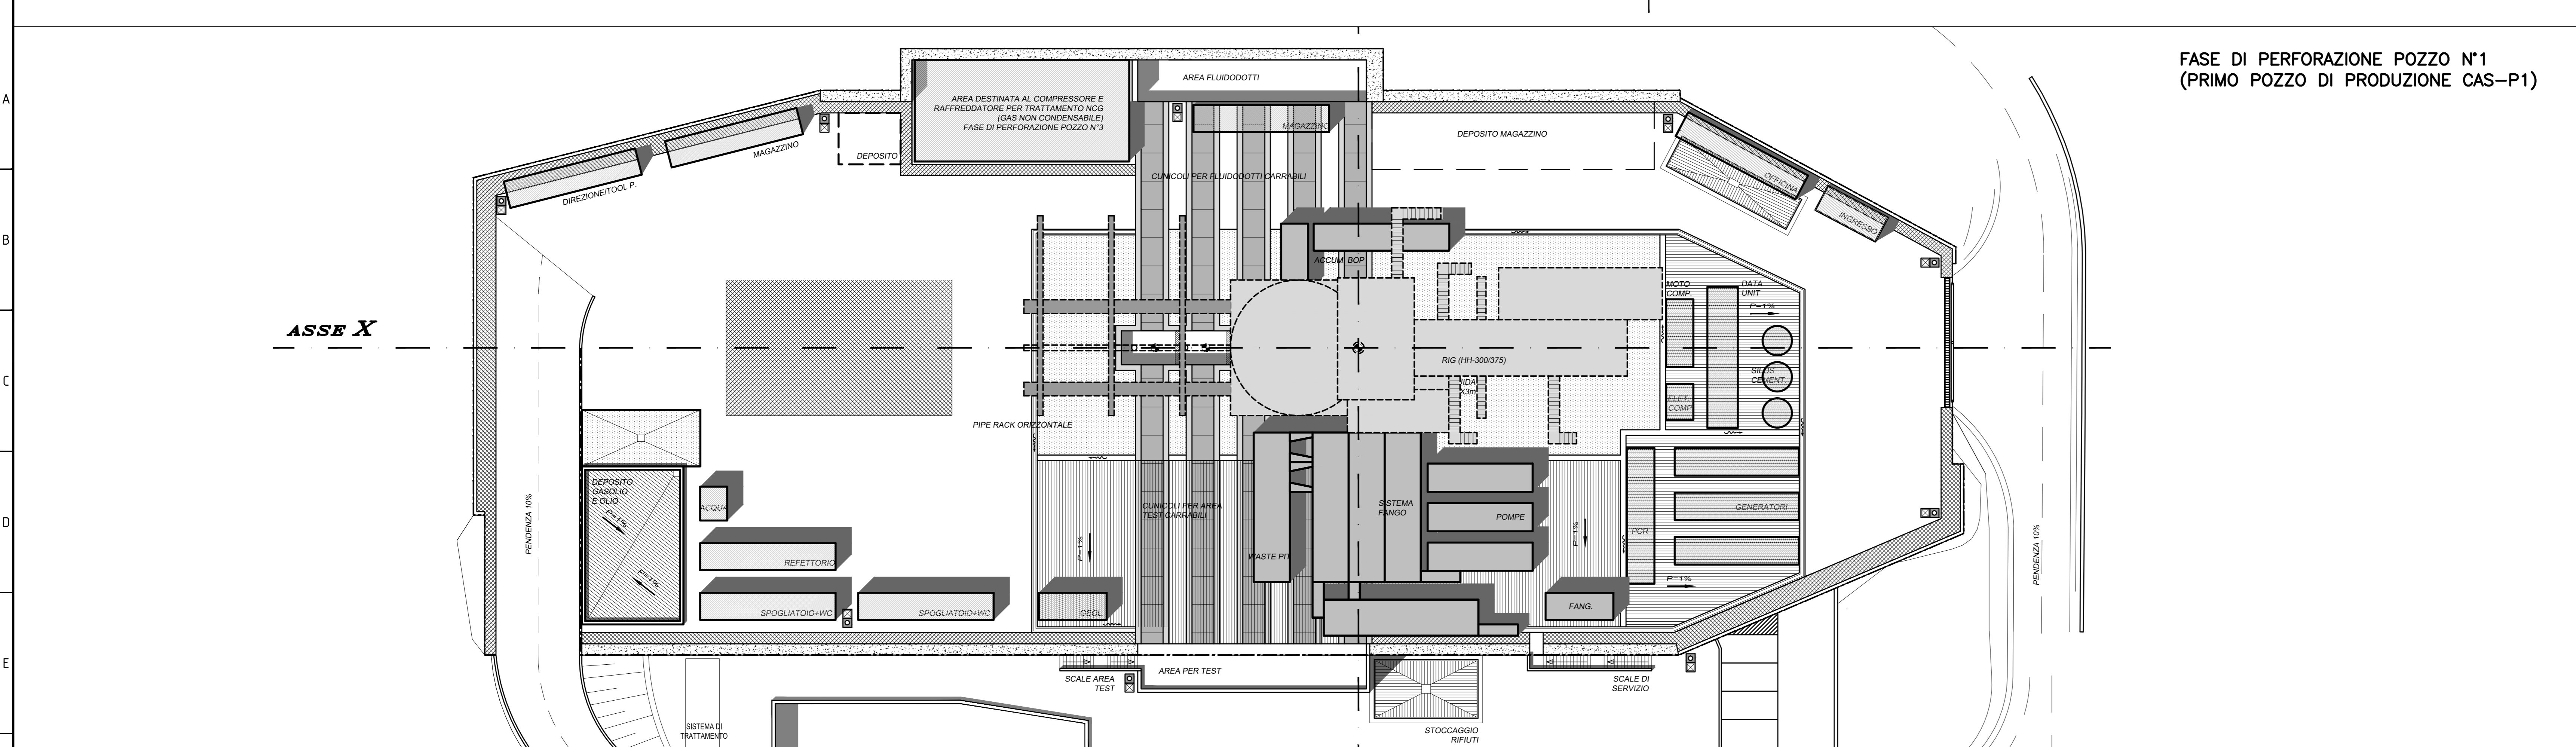 FASE DI PERFORAZIONE POZZO N°1
(PRIMO POZZO DI PRODUZIONE CAS-P1)
A
B
C
D
E
AREA FLUIDODOTTI
AREA DESTINATA AL COMPRESSORE E
RAFFREDDATORE PER TRATTAMENTO NCG
(GAS NON CONDENSABILE)
FASE DI PERFORAZIONE POZZO N°3
MAGAZZINO
DEPOSITO MAGAZZINO
MAGAZZINO
DEPOSITO
DIREZIONE/TOOL P.
CUNICOLI PER FLUIDODOTTI CARRABILI
OFFICINA
INGRESSO
ACCUM. BOP
MOTO
COMP.
DATA
UNIT
P=1%
ASSE X
RIG (HH-300/375)
SILOS
CEMENT.
ELET.
COMP
PIPE RACK ORIZZONTALE
DEPOSITO
GASOLIO
E OLIO
P=1%
P=1%
ACQUA
PENDENZA 10%
REFETTORIO
SPOGLIATOIO+WC
SPOGLIATOIO+WC
GEOL.
P=1%
CUNICOLI PER AREA
TEST CARRABILI
WASTE PIT
SISTEMA
FANGO
POMPE
P=1%
PCR
GENERATORI
P=1%
FANG.
PENDENZA 10%
AREA PER TEST
SCALE AREA
TEST
SCALE DI
SERVIZIO
SISTEMA DI
TRATTAMENTO
STOCCAGGIO
RIFIUTI